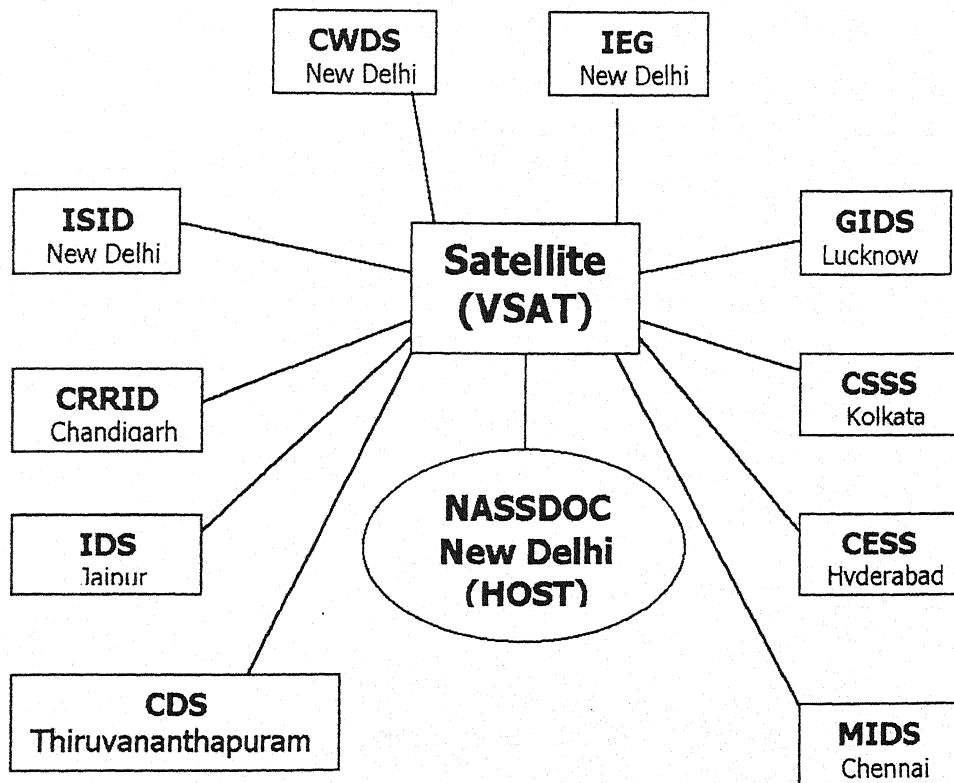 CWDS
New Delhi
IEG
New Delhi
ISID
New Delhi
Satellite
(VSAT)
GIDS
Lucknow
CRRID
Chandigarh
CSSS
Kolkata
NASSDOC
New Delhi
(HOST)
IDS
Jaipur
CESS
Hyderabad
CDS
Thiruvananthapuram
MIDS
Chennai